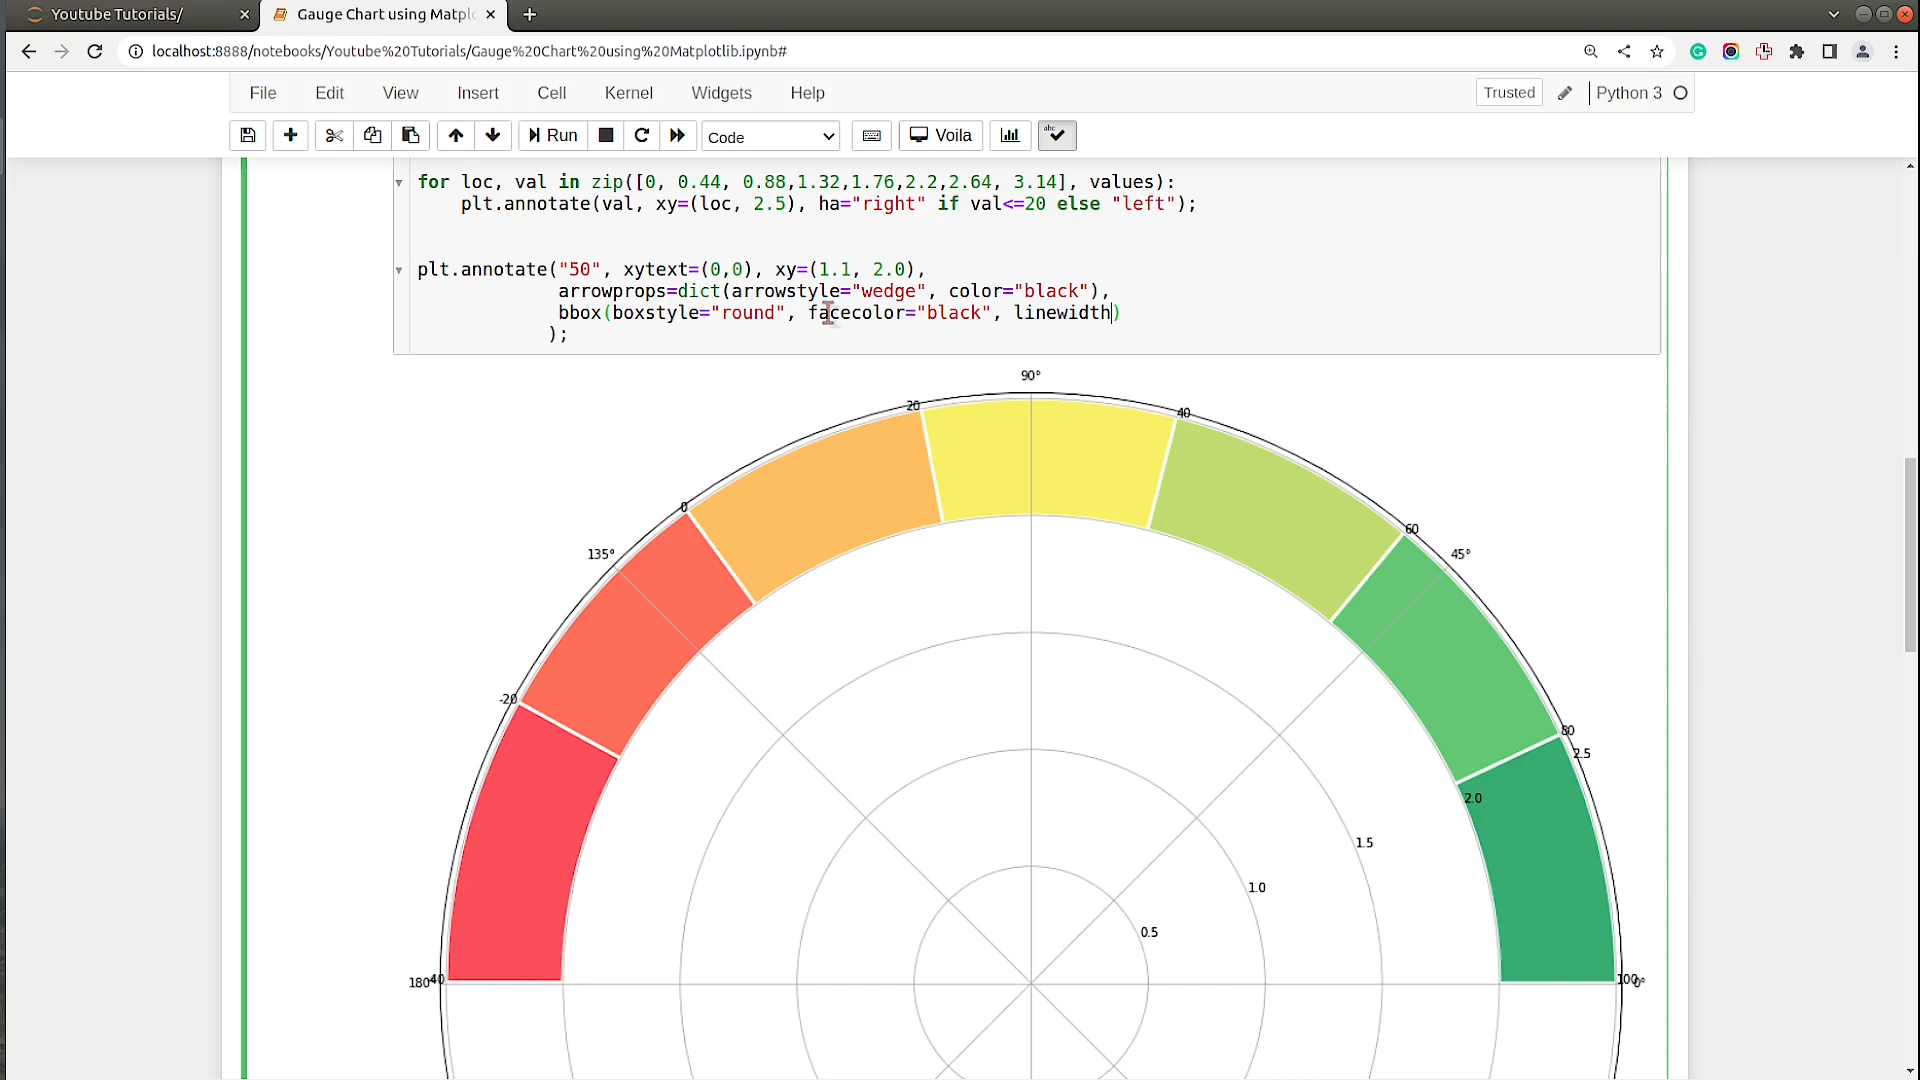 Youtube Tutorials/
Gauge Chart using Matplo
localhost:8888/notebooks/Youtube%20Tutorials/Gauge%20Chart%20using%20Matplotlib.ipynb#
File Edit View Insert Cell Kernel Widgets Help
Trusted
Python 3
Run
Code
Voila
abc
for loc, val in zip([0, 0.44, 0.88,1.32,1.76,2.2,2.64, 3.14], values):
plt.annotate(val, xy=(loc, 2.5), ha="right" if val<=20 else "left");
plt.annotate("50", xytext=(0,0), xy=(1.1, 2.0),
arrowprops=dict(arrowstyle="wedge", color="black"),
bbox(boxstyle="round", facecolor="black", linewidth)
);
90°
20
40
0
60
135°
45°
-20
80
2.5
2.0
1.5
1.0
0.5
180°
-40
100
0°